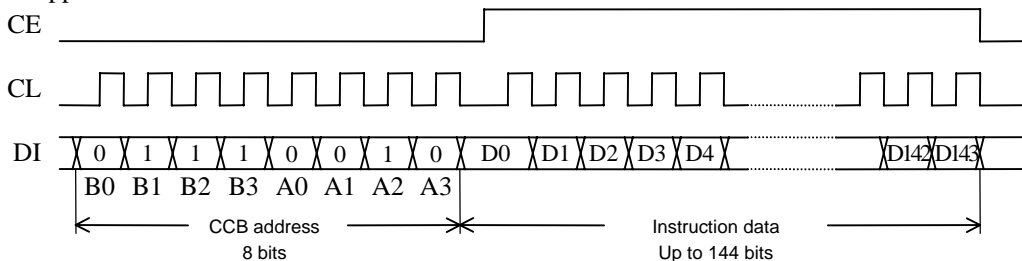 CE
CL
DI 0 1 1 1 0 0 1 0 D0 D1 D2 D3 D4 D142 D143
B0 B1 B2 B3 A0 A1 A2 A3
CCB address Instruction data
8 bits Up to 144 bits